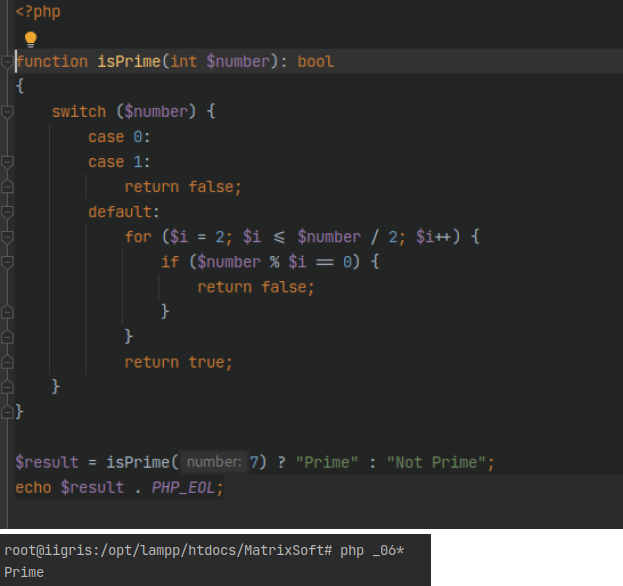 <?php
function isPrime(int $number): bool
{
    switch ($number) {
        case 0:
        case 1:
            return false;
        default:
            for ($i = 2; $i <= $number / 2; $i++) {
                if ($number % $i == 0) {
                    return false;
                }
            }
            return true;
    }
}
$result = isPrime( number: 7) ? "Prime" : "Not Prime";
echo $result . PHP_EOL;
root@iigris:/opt/lampp/htdocs/MatrixSoft# php _06*
Prime